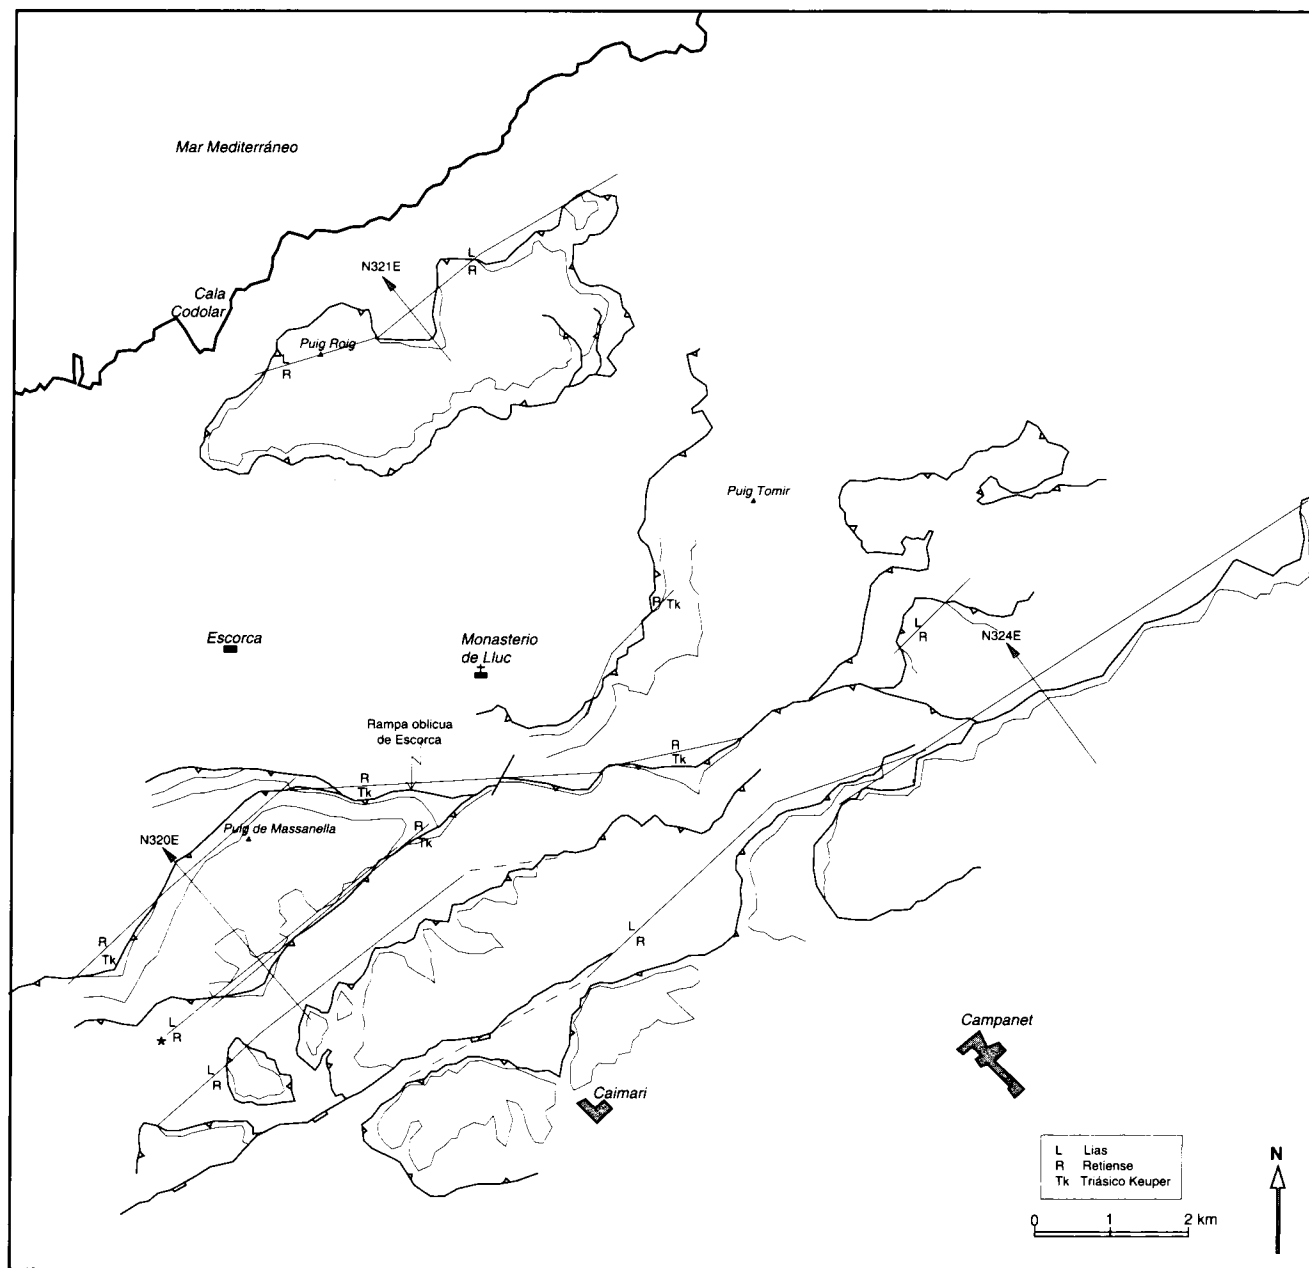 Mar Mediterráneo
L
R
N321E
Cala
Codolar
Puig Roig
L
R
Puig Tomir
R Tk
L
R
N324E
Escorca
Monasterio
de Lluc
Rampa oblicua
de Escorca
R
Tk
R
Tk
R
Tk
Puig de Massanella
N320E
R
Tk
L
R
L
R
L
R
Campanet
Caimari
L Lias
R Retiense
Tk Triásico Keuper
N
0 1 2 km